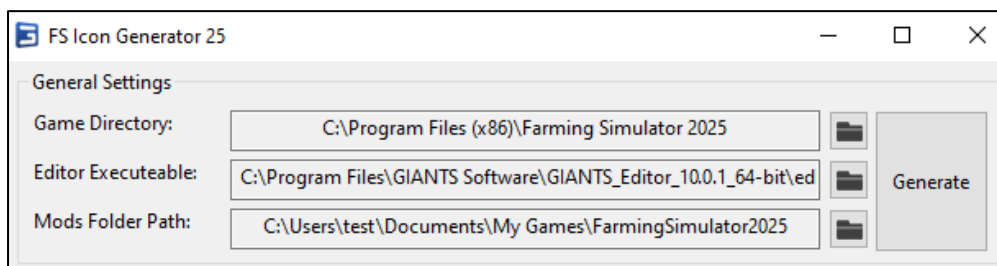 FS Icon Generator 25
General Settings
Game Directory: C:\Program Files (x86)\Farming Simulator 2025
Editor Executeable: C:\Program Files\GIANTS Software\GIANTS_Editor_10.0.1_64-bit\ed
Generate
Mods Folder Path: C:\Users\test\Documents\My Games\FarmingSimulator2025